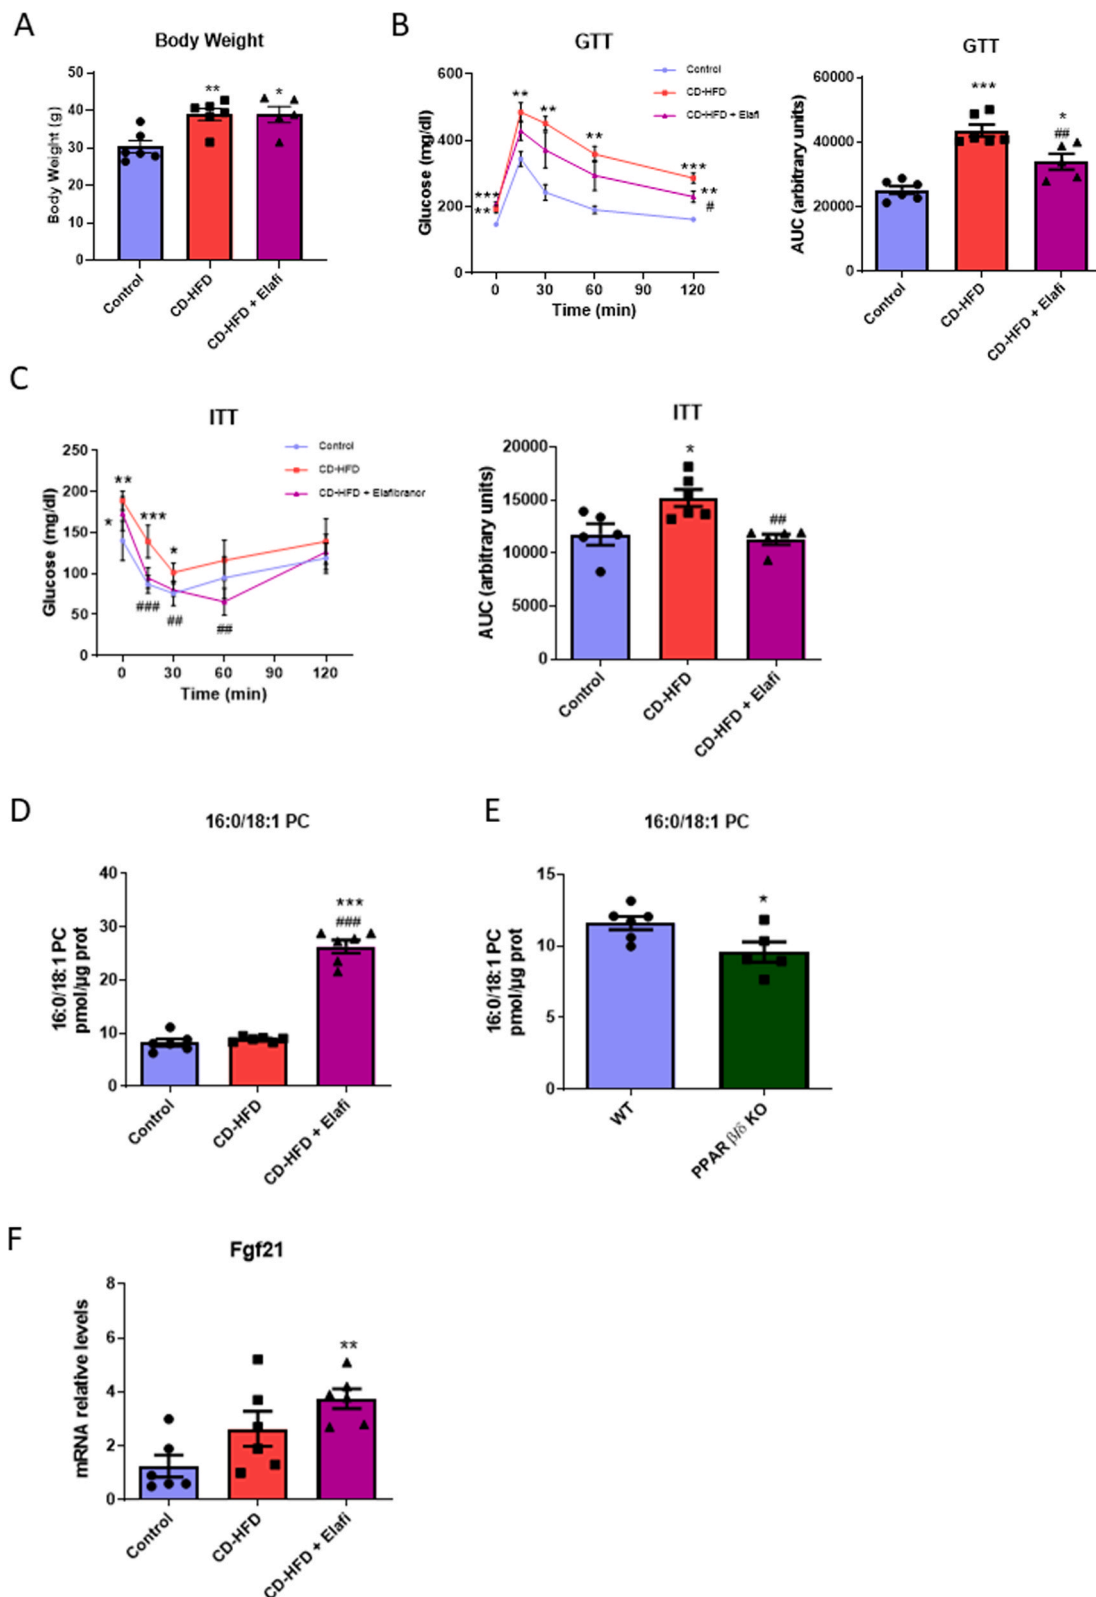 A
Body Weight
Body Weight (g)
50
40
30
20
10
0
**
*
Control
CD-HFD
CD-HFD + Elafi
B
GTT
Glucose (mg/dl)
600
400
200
0
Control
CD-HFD
CD-HFD + Elafi
**
**
**
***
**
#
***
**
0 30 60 90 120
Time (min)
GTT
AUC (arbitrary units)
60000
40000
20000
0
***
*
##
Control
CD-HFD
CD-HFD + Elafi
C
ITT
Glucose (mg/dl)
250
200
150
100
50
0
Control
CD-HFD
CD-HFD + Elafibranor
**
*
***
*
###
##
##
0 30 60 90 120
Time (min)
ITT
AUC (arbitrary units)
20000
15000
10000
5000
0
*
##
Control
CD-HFD
CD-HFD + Elafi
D
16:0/18:1 PC
16:0/18:1 PC
pmol/µg prot
40
30
20
10
0
***
###
Control
CD-HFD
CD-HFD + Elafi
E
16:0/18:1 PC
16:0/18:1 PC
pmol/µg prot
15
10
5
0
*
WT
PPAR β/δ KO
F
Fgf21
mRNA relative levels
8
6
4
2
0
**
Control
CD-HFD
CD-HFD + Elafi